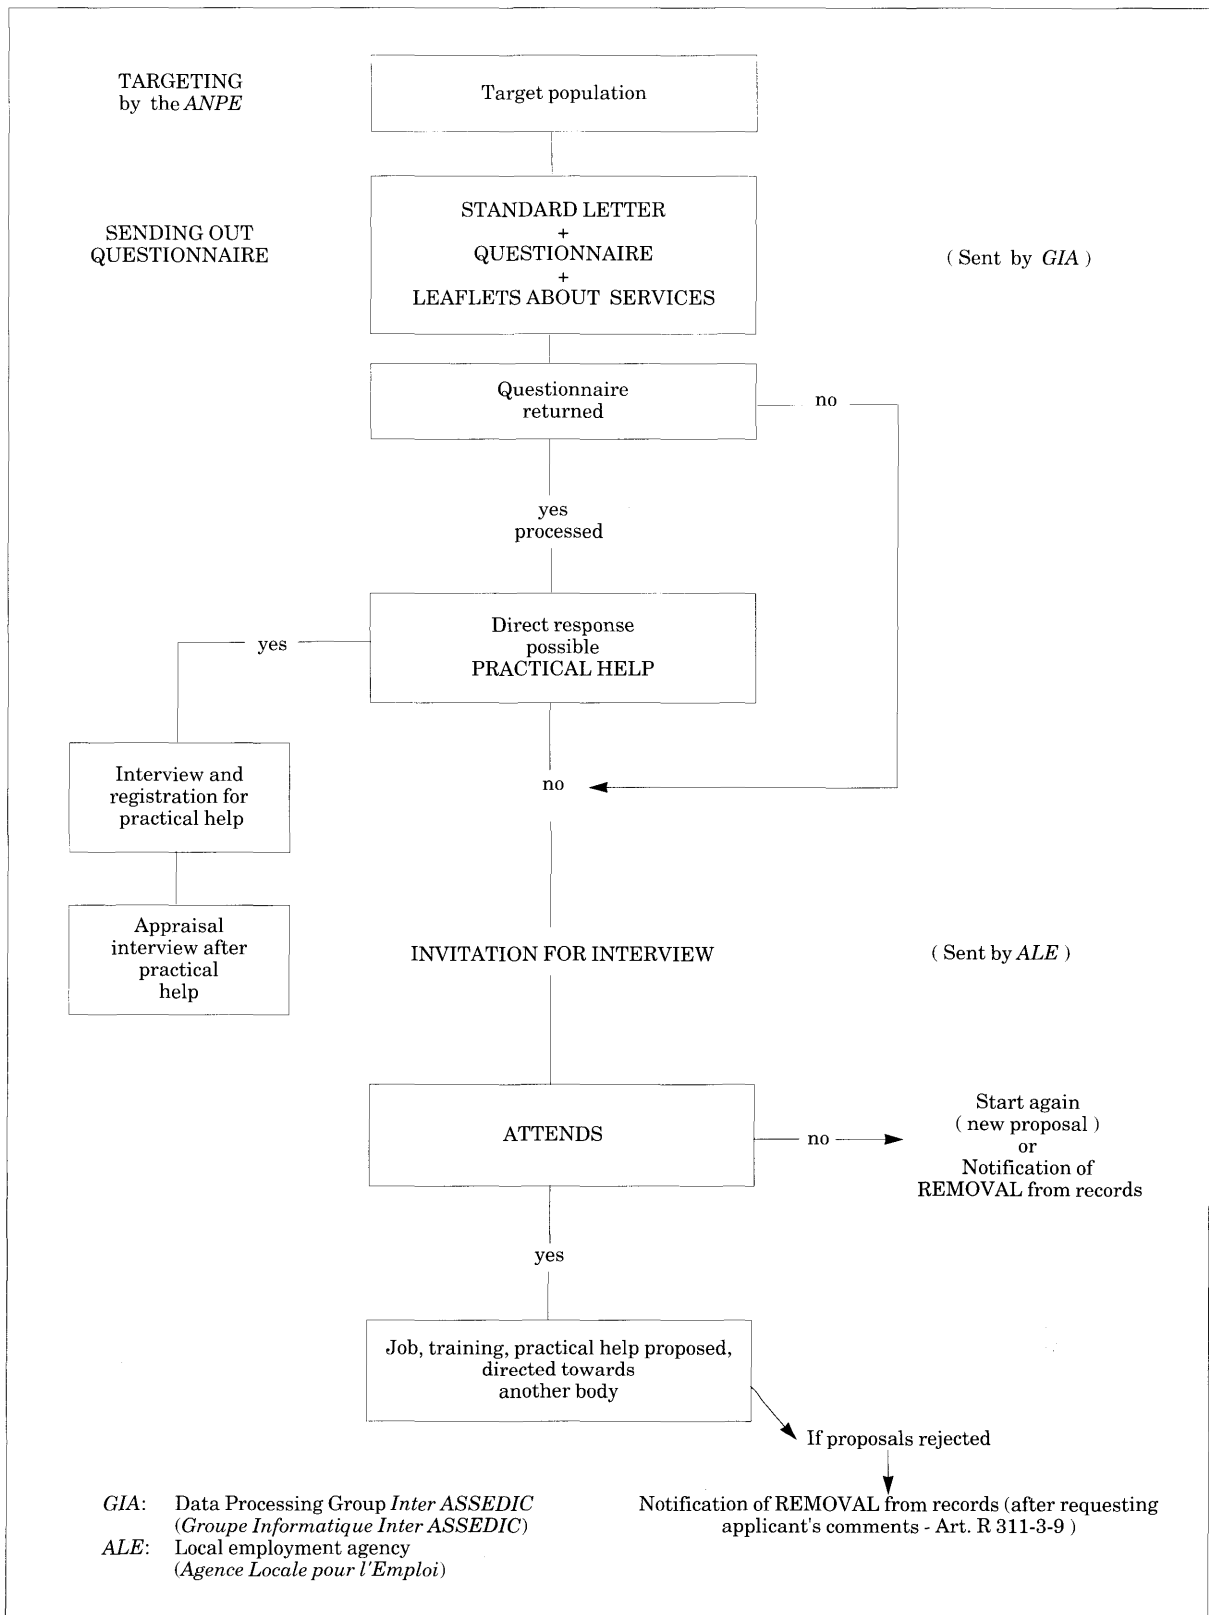 TARGETING
by the ANPE
Target population
SENDING OUT
QUESTIONNAIRE
STANDARD LETTER
+
QUESTIONNAIRE
+
LEAFLETS ABOUT SERVICES
( Sent by GIA )
Questionnaire
returned
no
yes
processed
Direct response
possible
PRACTICAL HELP
yes
Interview and
registration for
practical help
no
Appraisal
interview after
practical
help
INVITATION FOR INTERVIEW
( Sent by ALE )
ATTENDS
no
Start again
( new proposal )
or
Notification of
REMOVAL from records
yes
Job, training, practical help proposed,
directed towards
another body
If proposals rejected
Notification of REMOVAL from records (after requesting
applicant's comments - Art. R 311-3-9 )
GIA: Data Processing Group Inter ASSEDIC
(Groupe Informatique Inter ASSEDIC)
ALE: Local employment agency
(Agence Locale pour l'Emploi)